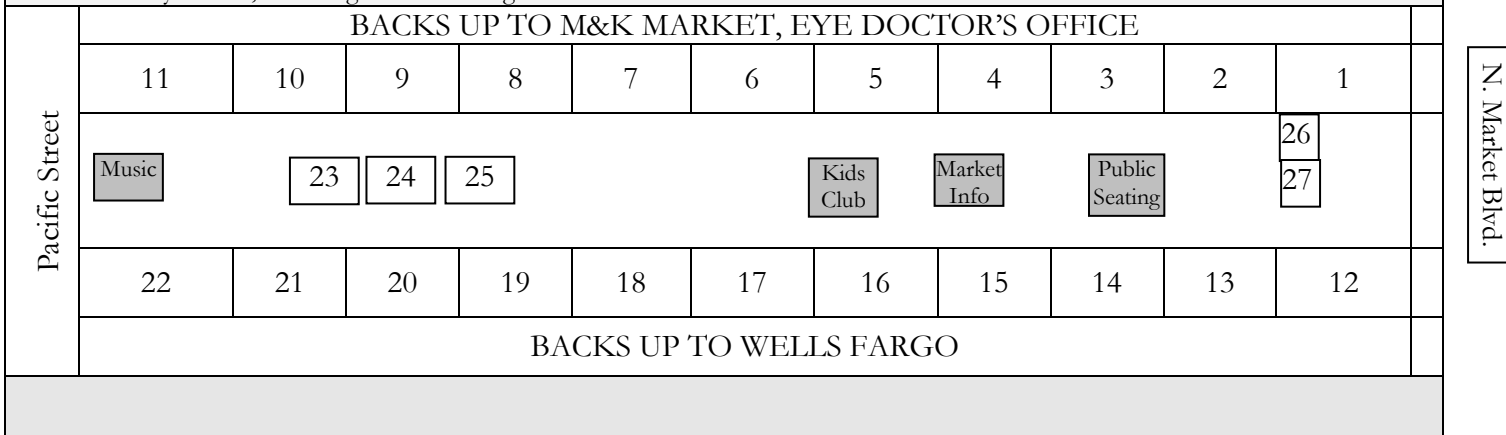 BACKS UP TO M&K MARKET, EYE DOCTOR'S OFFICE
11 10 9 8 7 6 5 4 3 2 1
Pacific Street
N. Market Blvd.
Music
23 24 25
Kids
Club
Market
Info
Public
Seating
26
27
22 21 20 19 18 17 16 15 14 13 12
BACKS UP TO WELLS FARGO